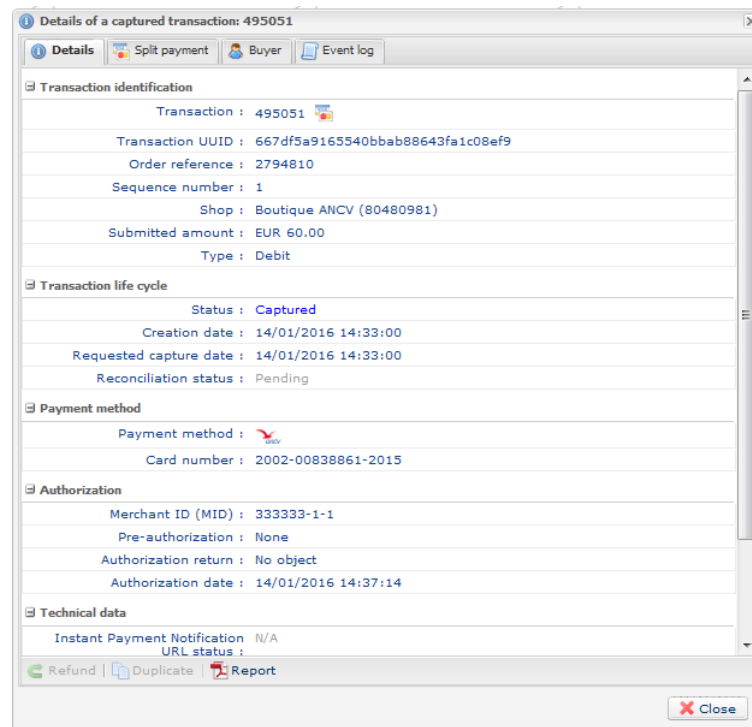 Details of a captured transaction: 495051
Details Split payment Buyer Event log
Transaction identification
Transaction : 495051
Transaction UUID : 667df5a9165540bbab88643fa1c08ef9
Order reference : 2794810
Sequence number : 1
Shop : Boutique ANCV (80480981)
Submitted amount : EUR 60.00
Type : Debit
Transaction life cycle
Status : Captured
Creation date : 14/01/2016 14:33:00
Requested capture date : 14/01/2016 14:33:00
Reconciliation status : Pending
Payment method
Payment method : ANCV
Card number : 2002-00838861-2015
Authorization
Merchant ID (MID) : 333333-1-1
Pre-authorization : None
Authorization return : No object
Authorization date : 14/01/2016 14:37:14
Technical data
Instant Payment Notification N/A
URL status :
Refund Duplicate Report
Close